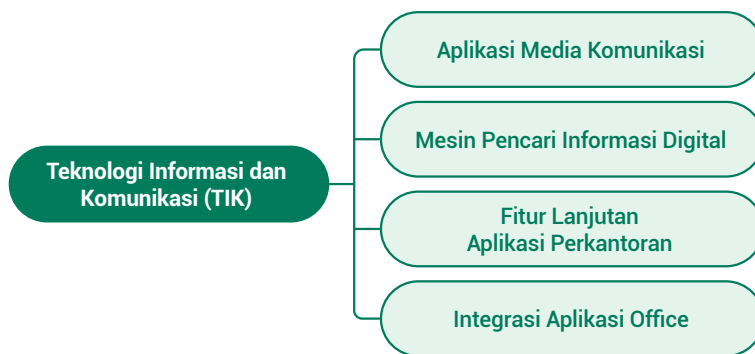 Teknologi Informasi dan
Komunikasi (TIK)
Aplikasi Media Komunikasi
Mesin Pencari Informasi Digital
Fitur Lanjutan
Aplikasi Perkantoran
Integrasi Aplikasi Office